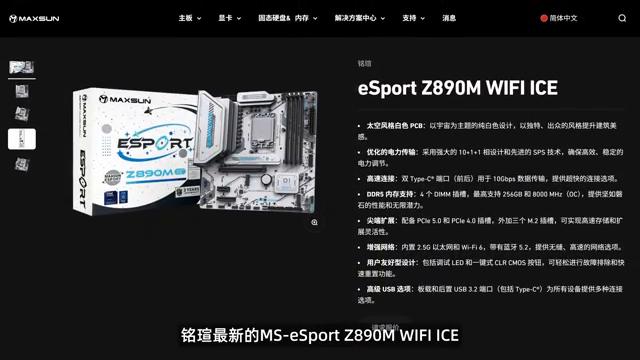 MAXSUN
主板
显卡
固态硬盘& 内存
解决方案中心
支持
消息
简体中文
铭瑄
eSport Z890M WIFI ICE
MAXSUN
ESPORT
Z890M
ESPORT
• 太空风格白色 PCB：以宇宙为主题的纯白色设计，以独特、出众的风格提升建筑美
感。
• 优化的电力传输：采用强大的 10+1+1 相设计和先进的 SPS 技术，确保高效、稳定的
电力调节。
• 高速连接：双 Type-C® 端口（前后）用于 10Gbps 数据传输，提供超快的连接选项。
• DDR5 内存支持：4 个 DIMM 插槽，最高支持 256GB 和 8000 MHz（OC），提供坚如磐
石的性能和无限潜力。
• 尖端扩展：配备 PCIe 5.0 和 PCIe 4.0 插槽，外加三个 M.2 插槽，可实现高速存储和扩
展灵活性。
• 增强网络：内置 2.5G 以太网和 Wi-Fi 6，带有蓝牙 5.2，提供无缝、高速的网络选项。
• 用户友好型设计：包括调试 LED 和一键式 CLR CMOS 按钮，可轻松进行故障排除和快
速重置功能。
• 高级 USB 选项：板载和后置 USB 3.2 端口（包括 Type-C®）为所有设备提供多种连接
选项。
请求报价
铭瑄最新的MS-eSport Z890M WIFI ICE